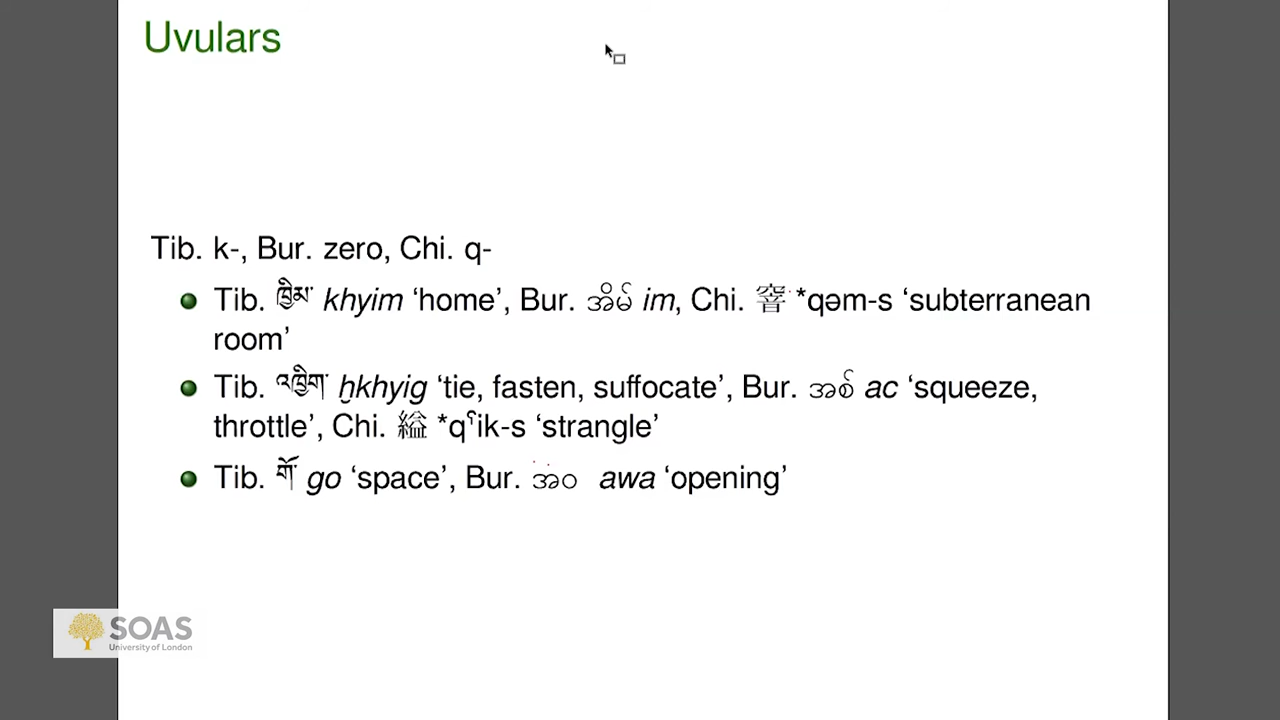 Uvulars
Tib. k-, Bur. zero, Chi. q-
Tib. ཁྱིམ་ khyim ‘home’, Bur. အိမ် im, Chi. 窨 *qəm-s ‘subterranean
room’
Tib. འཁྱིག་ ḫkhyig ‘tie, fasten, suffocate’, Bur. အစ် ac ‘squeeze,
throttle’, Chi. 縊 *qˤik-s ‘strangle’
Tib. གོ་ go ‘space’, Bur. အဝ awa ‘opening’
SOAS
University of London